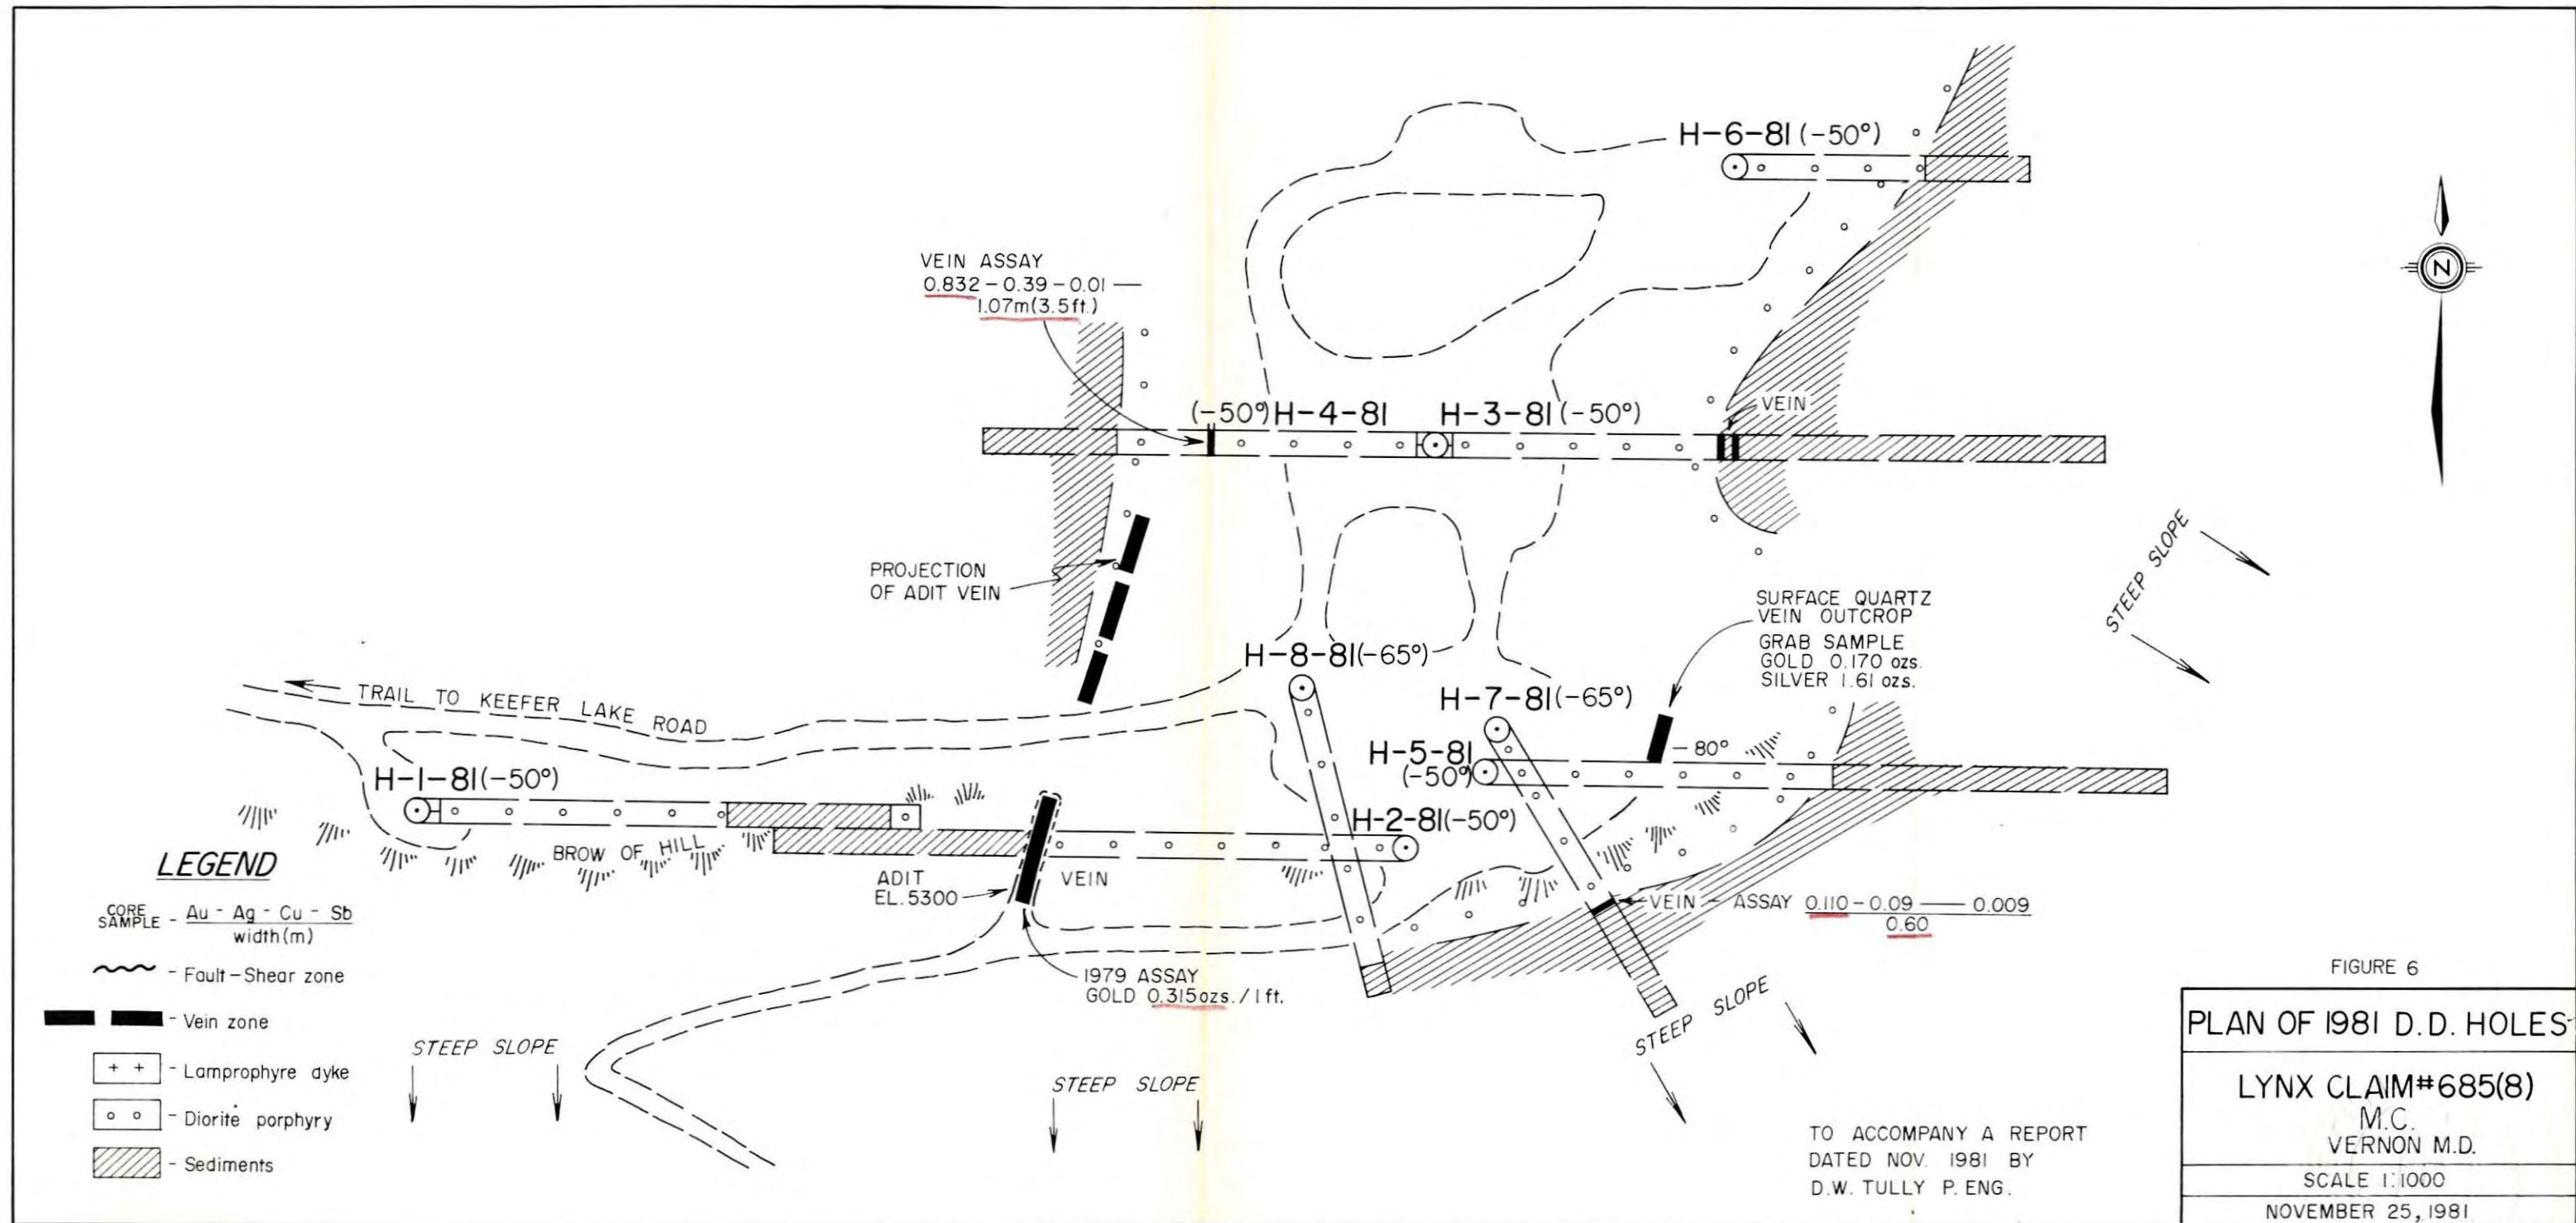 H-6-81 (-50°)
N
VEIN ASSAY
0.832 - 0.39 - 0.01 —
1.07m(3.5ft.)
(-50°) H-4-81
H-3-81 (-50°)
VEIN
PROJECTION
OF ADIT VEIN
STEEP SLOPE
SURFACE QUARTZ
VEIN OUTCROP
GRAB SAMPLE
GOLD 0.170 ozs.
SILVER 1.61 ozs.
H-8-81(-65°)
H-7-81(-65°)
TRAIL TO KEEFER LAKE ROAD
H-5-81
(-50°)
-80°
H-1-81(-50°)
H-2-81(-50°)
BROW OF HILL
ADIT
EL. 5300
VEIN
VEIN - ASSAY 0.110 - 0.09 —— 0.009
0.60
1979 ASSAY
GOLD 0.315ozs. / 1 ft.
STEEP SLOPE
STEEP SLOPE
STEEP SLOPE
LEGEND
CORE SAMPLE - Au - Ag - Cu - Sb
width(m)
- Fault-Shear zone
- Vein zone
+ + - Lamprophyre dyke
- Diorite porphyry
- Sediments
TO ACCOMPANY A REPORT
DATED NOV. 1981 BY
D.W. TULLY P. ENG.
FIGURE 6
PLAN OF 1981 D.D. HOLES
LYNX CLAIM#685(8)
M.C.
VERNON M.D.
SCALE 1:1000
NOVEMBER 25, 1981